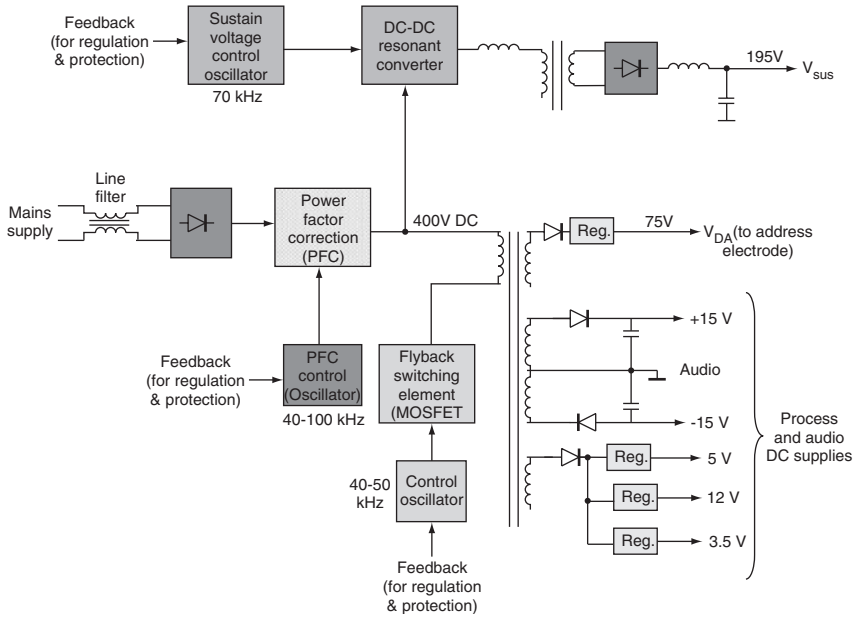 Feedback
(for regulation
& protection)
Sustain
voltage
control
oscillator
70 kHz
DC-DC
resonant
converter
195V
V_sus
Mains
supply
Line
filter
Power
factor
correction
(PFC)
400V DC
Reg.
75V
V_DA (to address
electrode)
+15 V
Audio
-15 V
Reg.
5 V
Reg.
12 V
Reg.
3.5 V
Process
and audio
DC supplies
Feedback
(for regulation
& protection)
PFC
control
(Oscillator)
40-100 kHz
Flyback
switching
element
(MOSFET
40-50
kHz
Control
oscillator
Feedback
(for regulation
& protection)